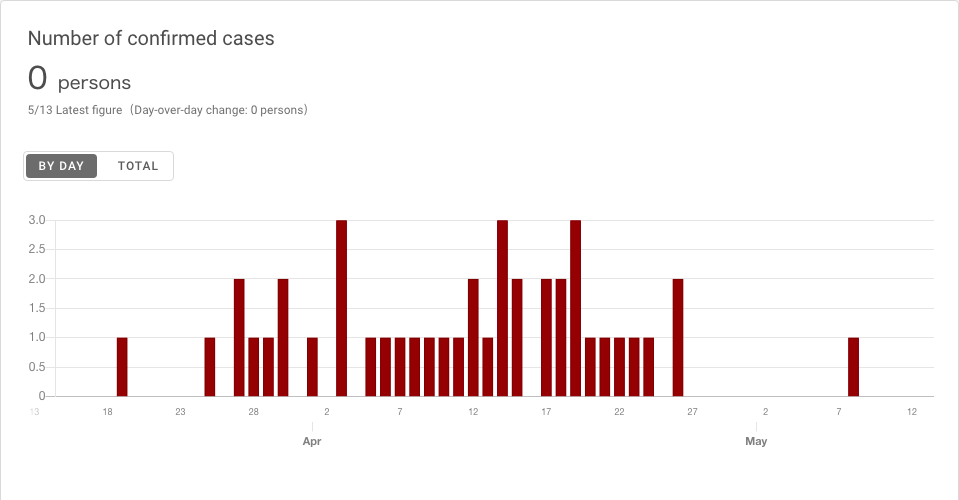 Number of confirmed cases
0 persons
5/13 Latest figure（Day-over-day change: 0 persons）
BY DAY TOTAL
3.0
2.5
2.0
1.5
1.0
0.5
0
13 18 23 28 2 7 12 17 22 27 2 7 12
Apr May